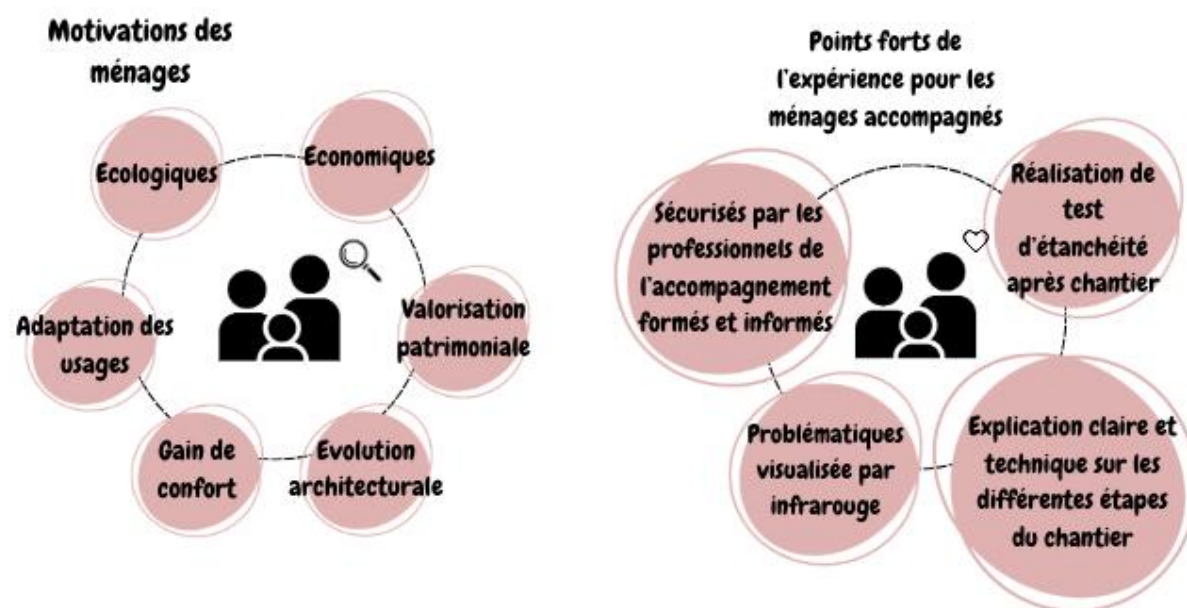 Motivations des
ménages
Ecologiques
Economiques
Adaptation des
usages
Valorisation
patrimoniale
Gain de
confort
Evolution
architecturale
Points forts de
l'expérience pour les
ménages accompagnés
Sécurisés par les
professionnels de
l'accompagnement
formés et informés
Réalisation de
test
d'étanchéité
après chantier
Problématiques
visualisée par
infrarouge
Explication claire et
technique sur les
différentes étapes
du chantier